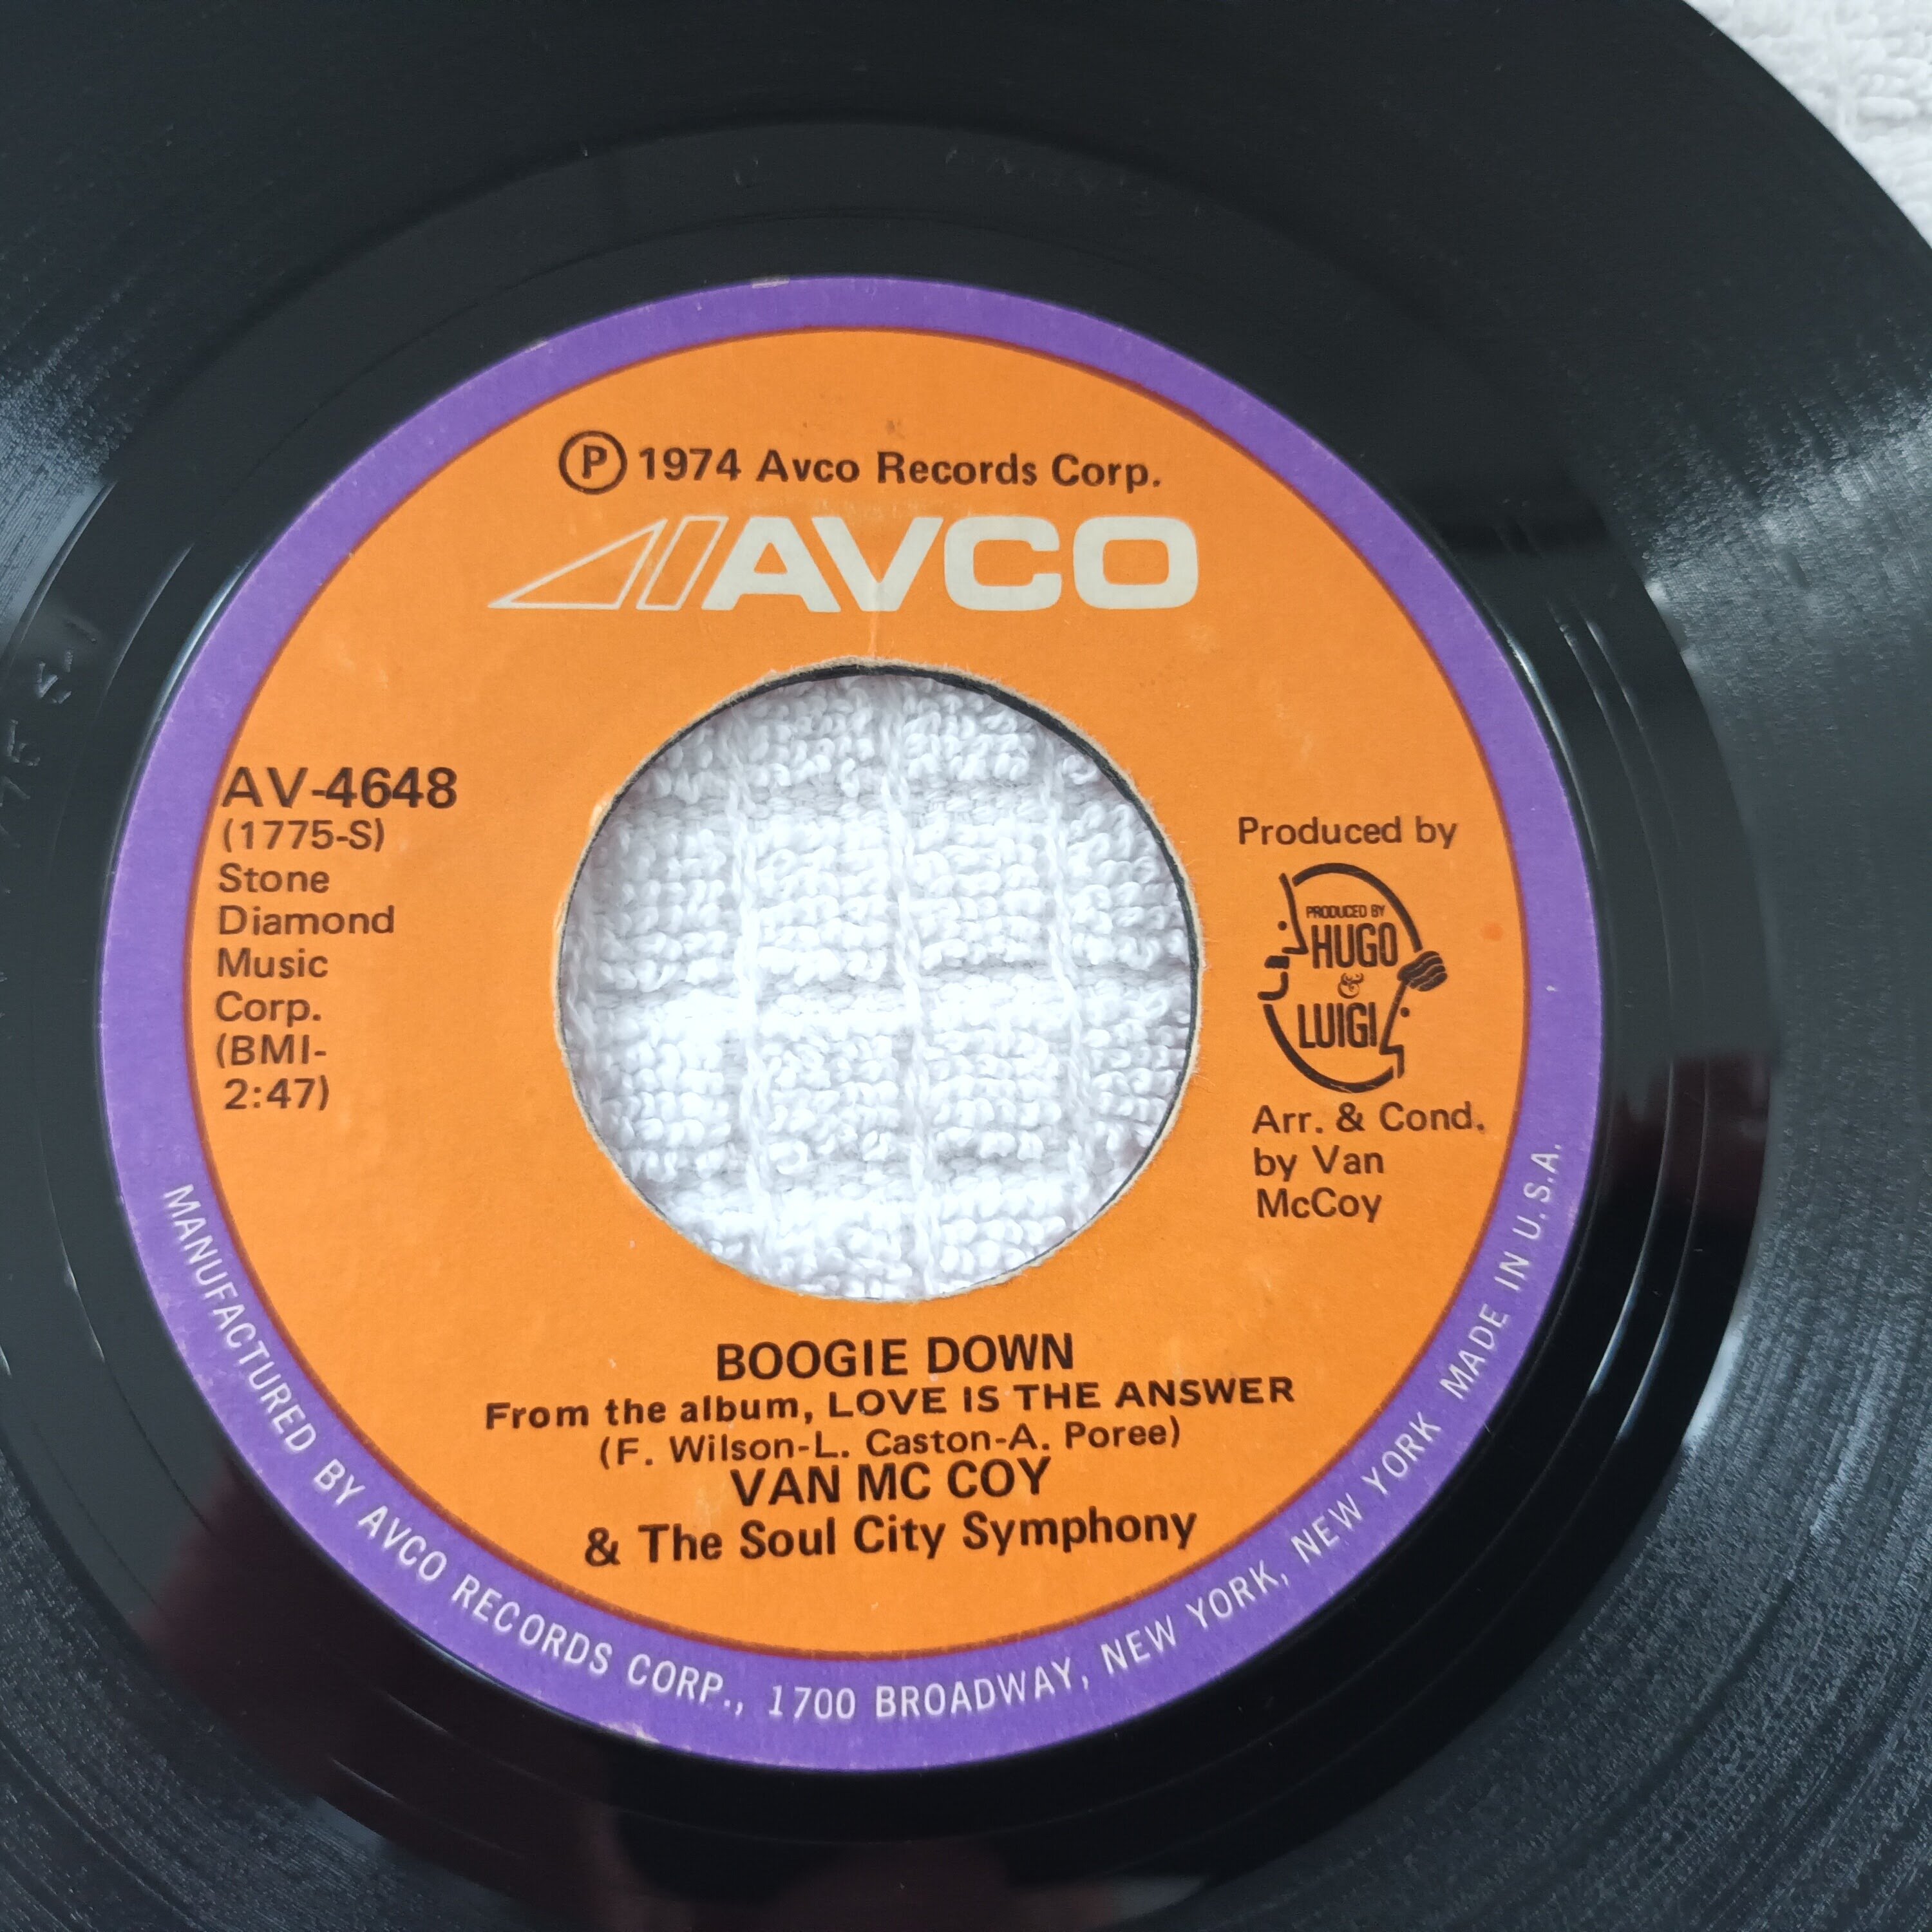 Ⓟ 1974 Avco Records Corp.
AVCO
AV-4648
(1775-S)
Stone
Diamond
Music
Corp.
(BMI-
2:47)
Produced by
PRODUCED BY
HUGO
&
LUIGI
Arr. & Cond.
by Van
McCoy
BOOGIE DOWN
From the album, LOVE IS THE ANSWER
(F. Wilson-L. Caston-A. Poree)
VAN MC COY
& The Soul City Symphony
MANUFACTURED BY AVCO RECORDS CORP., 1700 BROADWAY, NEW YORK, NEW YORK MADE IN U.S.A.